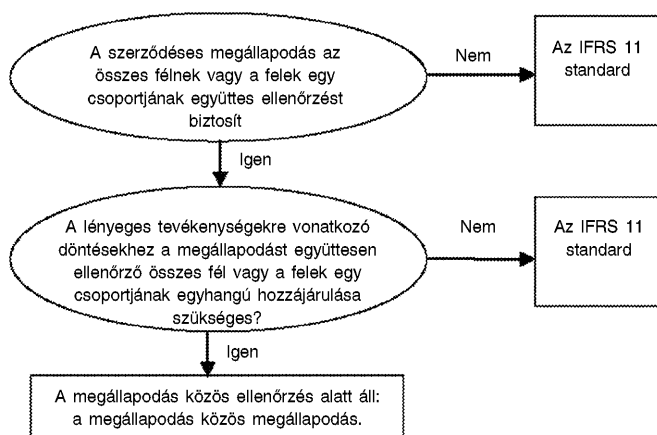 A szerződéses megállapodás az
összes félnek vagy a felek egy
csoportjának együttes ellenőrzést
biztosít
Nem
Az IFRS 11
standard
Igen
A lényeges tevékenységekre vonatkozó
döntésekhez a megállapodást együttesen
ellenőrző összes fél vagy a felek egy
csoportjának egyhangú hozzájárulása
szükséges?
Nem
Az IFRS 11
standard
Igen
A megállapodás közös ellenőrzés alatt áll:
a megállapodás közös megállapodás.